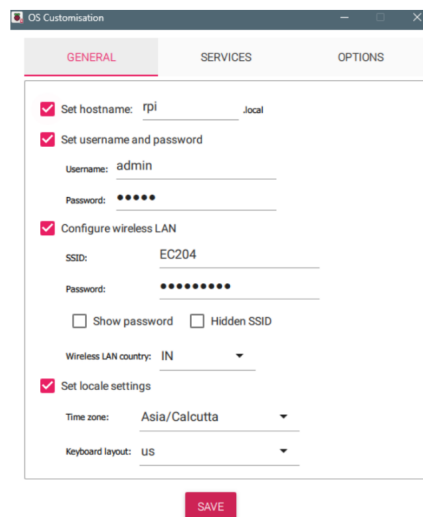 OS Customisation
GENERAL SERVICES OPTIONS
Set hostname: rpi .local
Set username and password
Username: admin
Password: •••••
Configure wireless LAN
SSID: EC204
Password: •••••••••
Show password Hidden SSID
Wireless LAN country: IN
Set locale settings
Time zone: Asia/Calcutta
Keyboard layout: us
SAVE